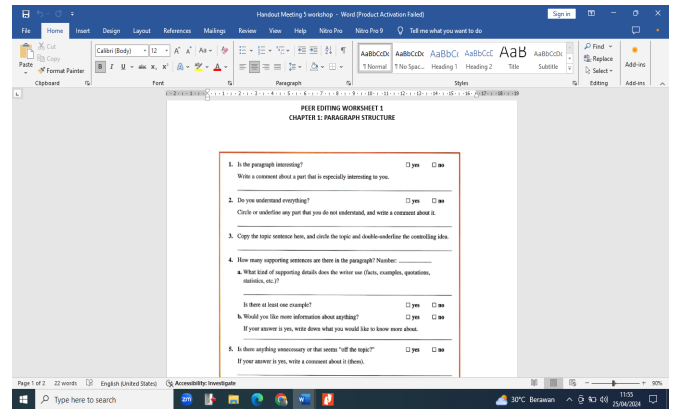 Handout Meeting 5 workshop - Word (Product Activation Failed)
Sign in
File Home Insert Design Layout References Mailings Review View Help Nitro Pro Nitro Pro 9 Tell me what you want to do
Paste
Cut
Copy
Format Painter
Clipboard
Calibri (Body) 12
Font
Paragraph
AaBbCcDc AaBbCcDc AaBbCc AaBbCcC AaB AaBbCcD
¶ Normal ¶ No Spac... Heading 1 Heading 2 Title Subtitle
Styles
Find
Replace
Select
Editing
Add-ins
Add-ins
PEER EDITING WORKSHEET 1
CHAPTER 1: PARAGRAPH STRUCTURE
1. Is the paragraph interesting? yes no
Write a comment about a part that is especially interesting to you.
2. Do you understand everything? yes no
Circle or underline any part that you do not understand, and write a comment about it.
3. Copy the topic sentence here, and circle the topic and double-underline the controlling idea.
4. How many supporting sentences are there in the paragraph? Number:
a. What kind of supporting details does the writer use (facts, examples, quotations,
statistics, etc.)?
Is there at least one example? yes no
b. Would you like more information about anything? yes no
If your answer is yes, write down what you would like to know more about.
5. Is there anything unnecessary or that seems "off the topic?" yes no
If your answer is yes, write a comment about it (them).
Page 1 of 2 22 words English (United States) Accessibility: Investigate 90%
Type here to search
30°C Berawan
11:55
25/04/2024